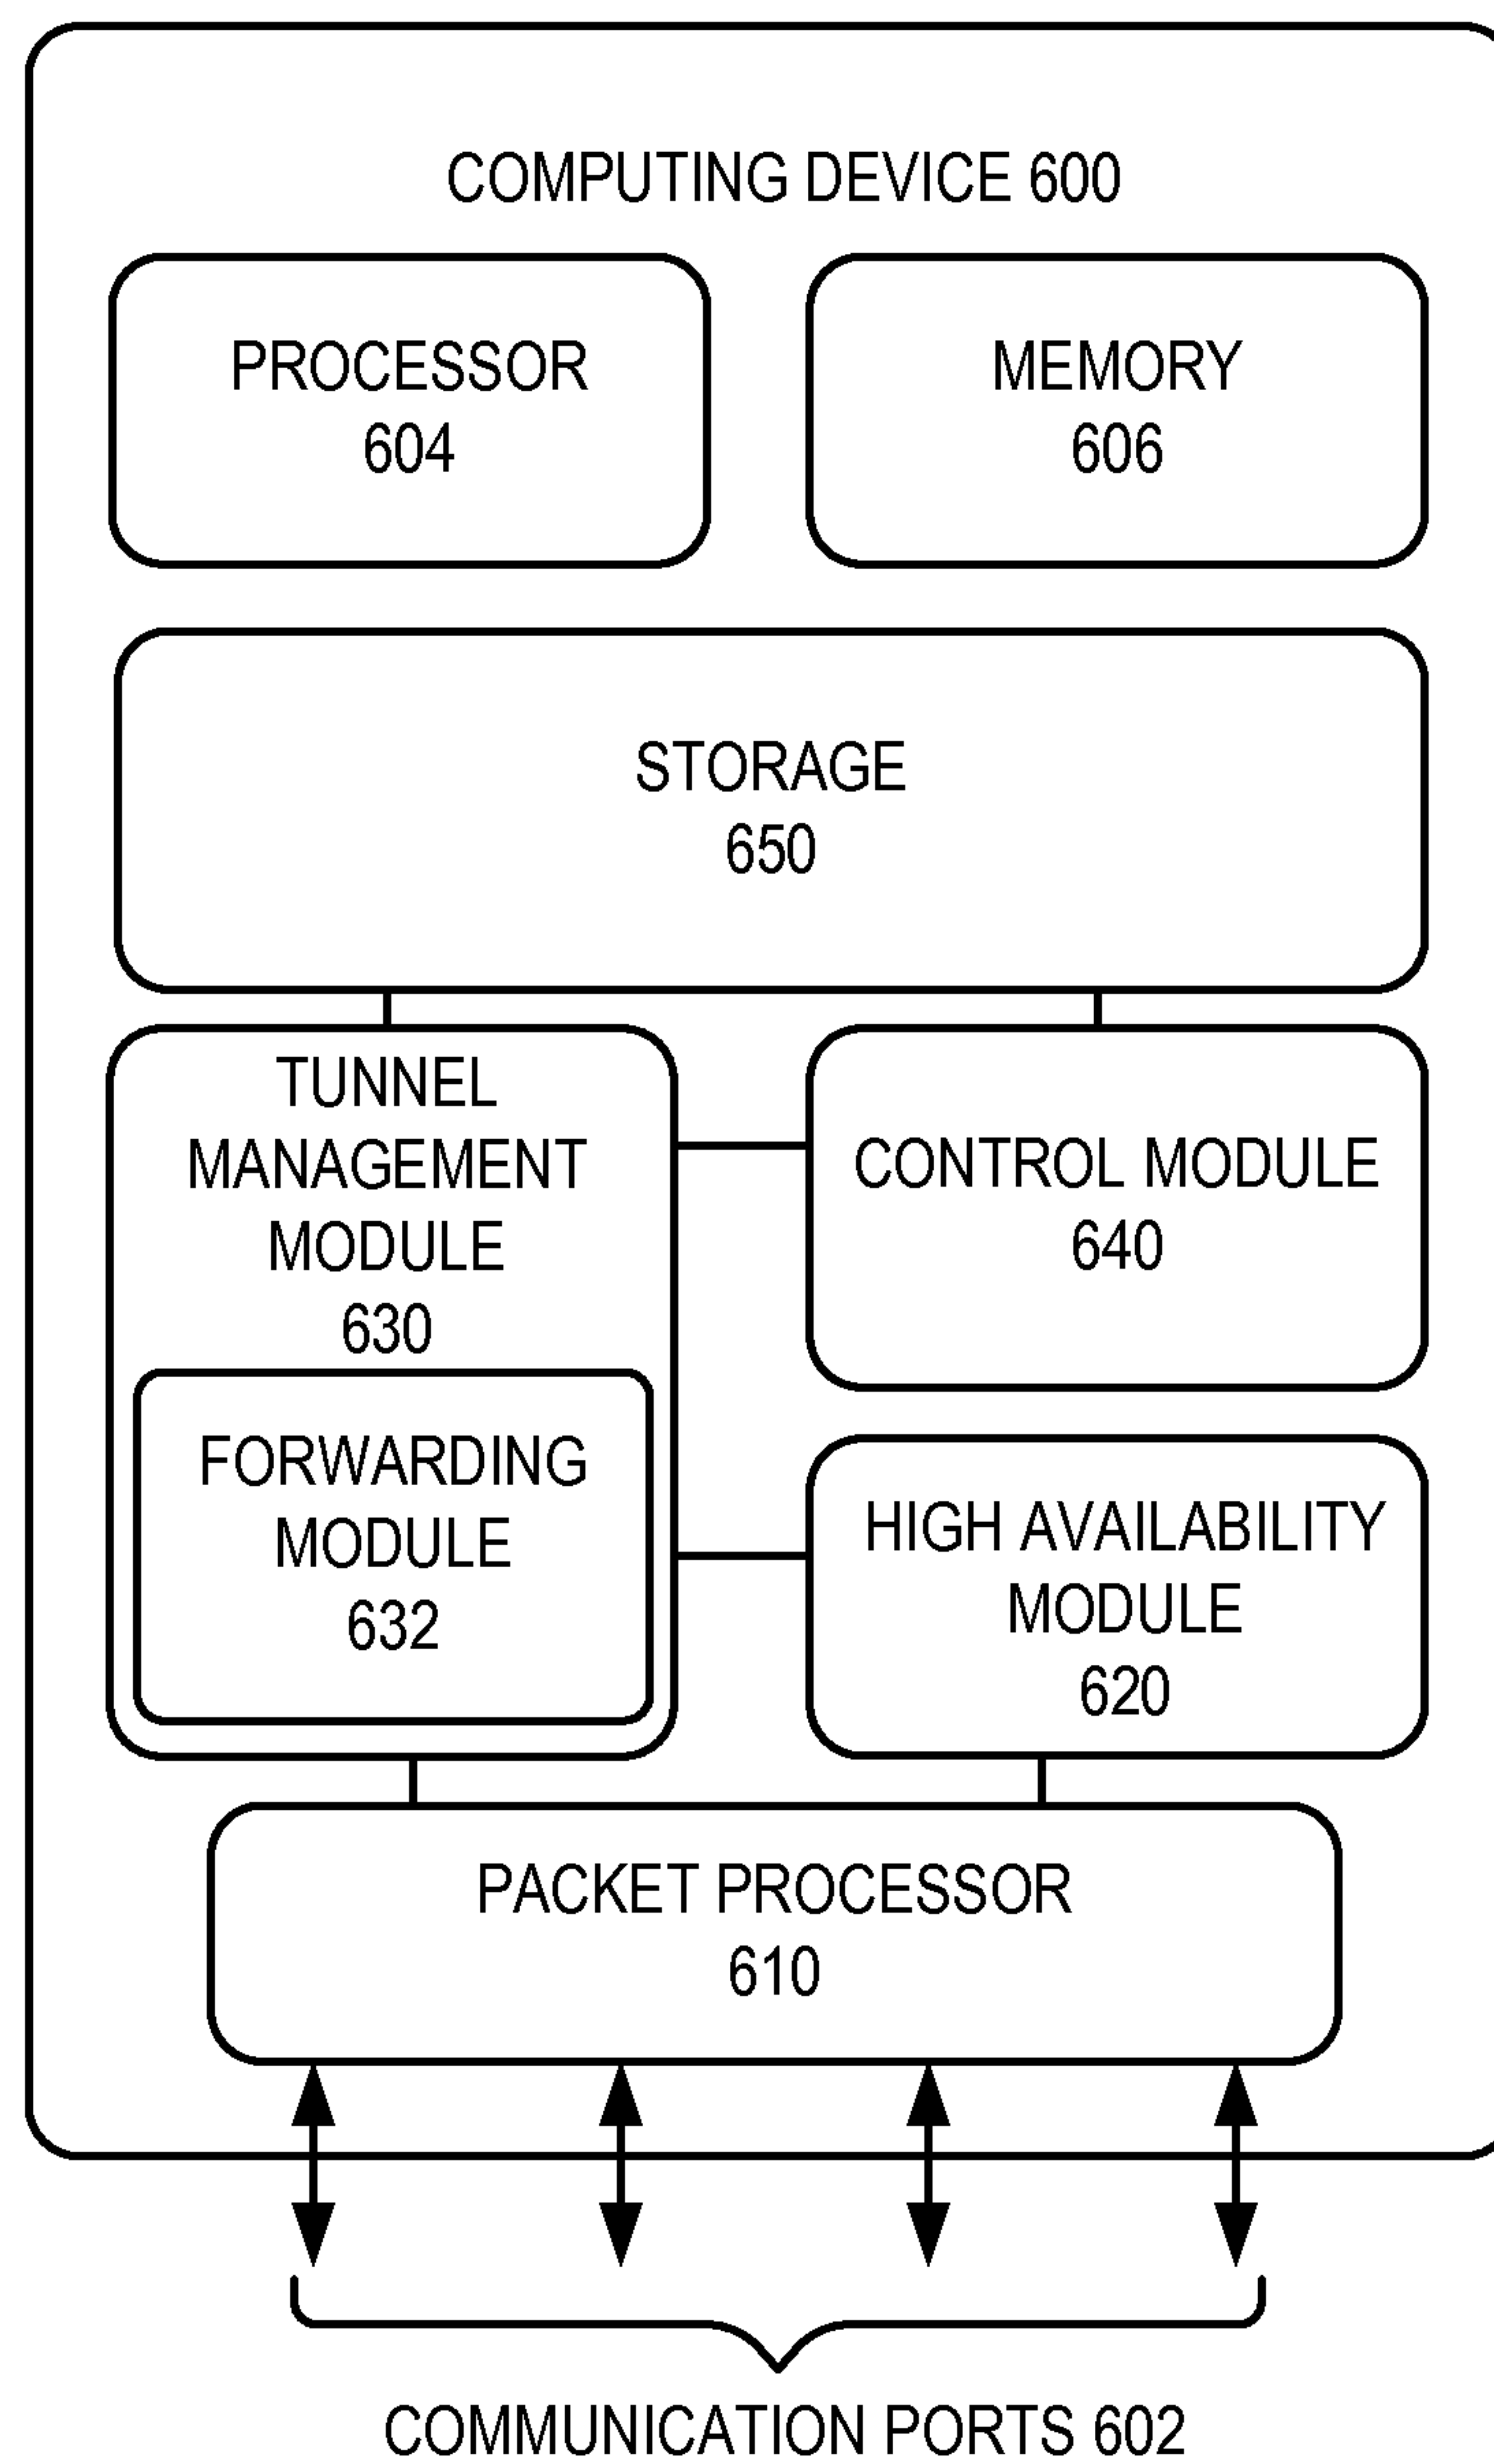 COMPUTING DEVICE 600
PROCESSOR
604
MEMORY
606
STORAGE
650
TUNNEL
MANAGEMENT
MODULE
630
FORWARDING
MODULE
632
CONTROL MODULE
640
HIGH AVAILABILITY
MODULE
620
PACKET PROCESSOR
610
COMMUNICATION PORTS 602